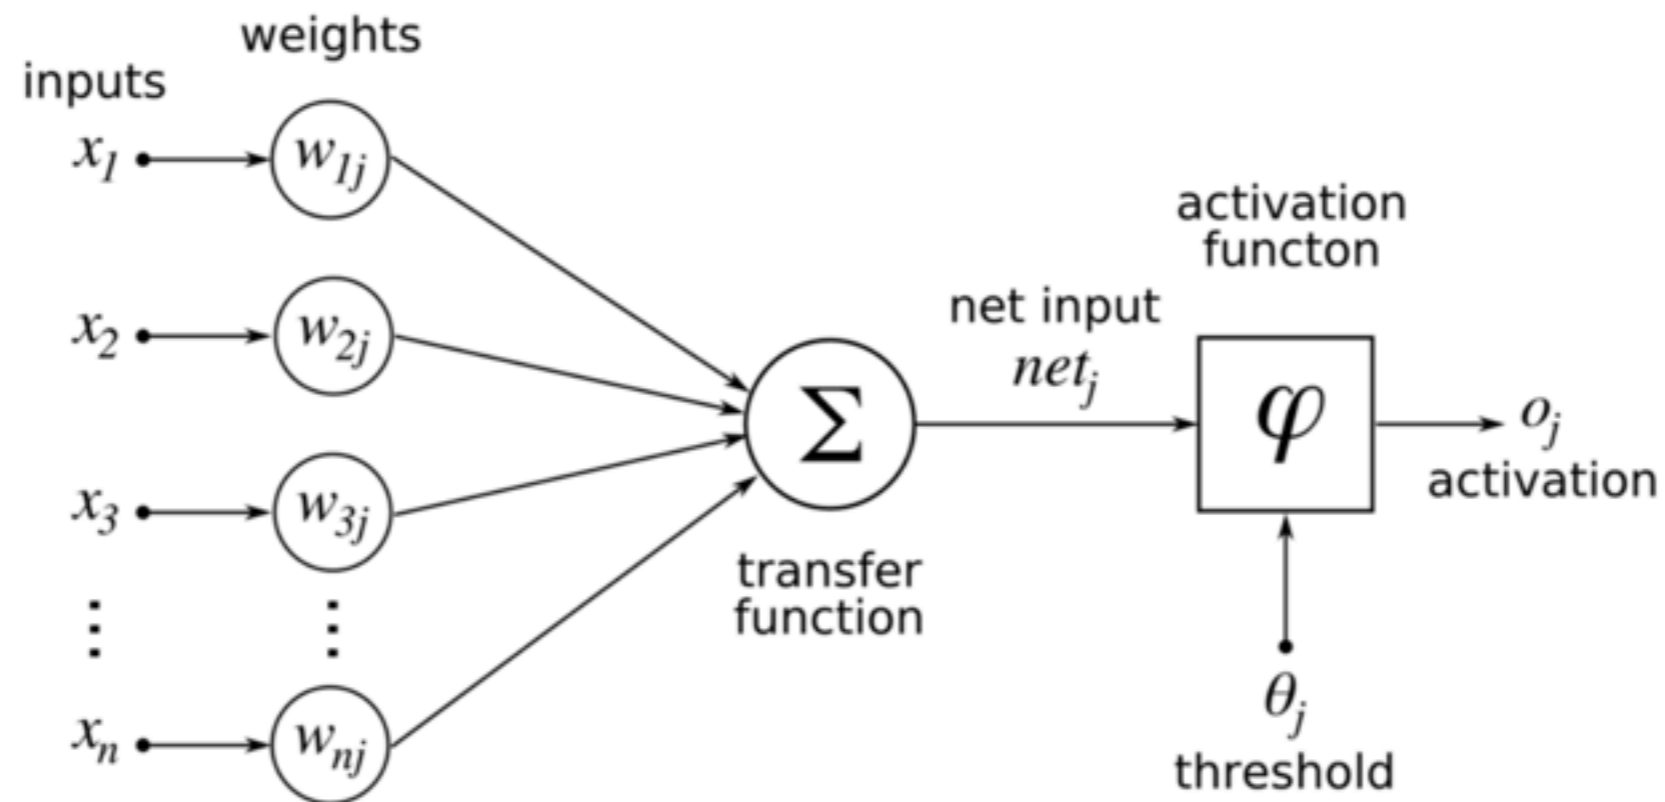 weights
inputs
x1
w1j
x2
w2j
x3
w3j
⋮
⋮
xn
wnj
Σ
transfer
function
net input
netj
activation
functon
φ
oj
activation
θj
threshold